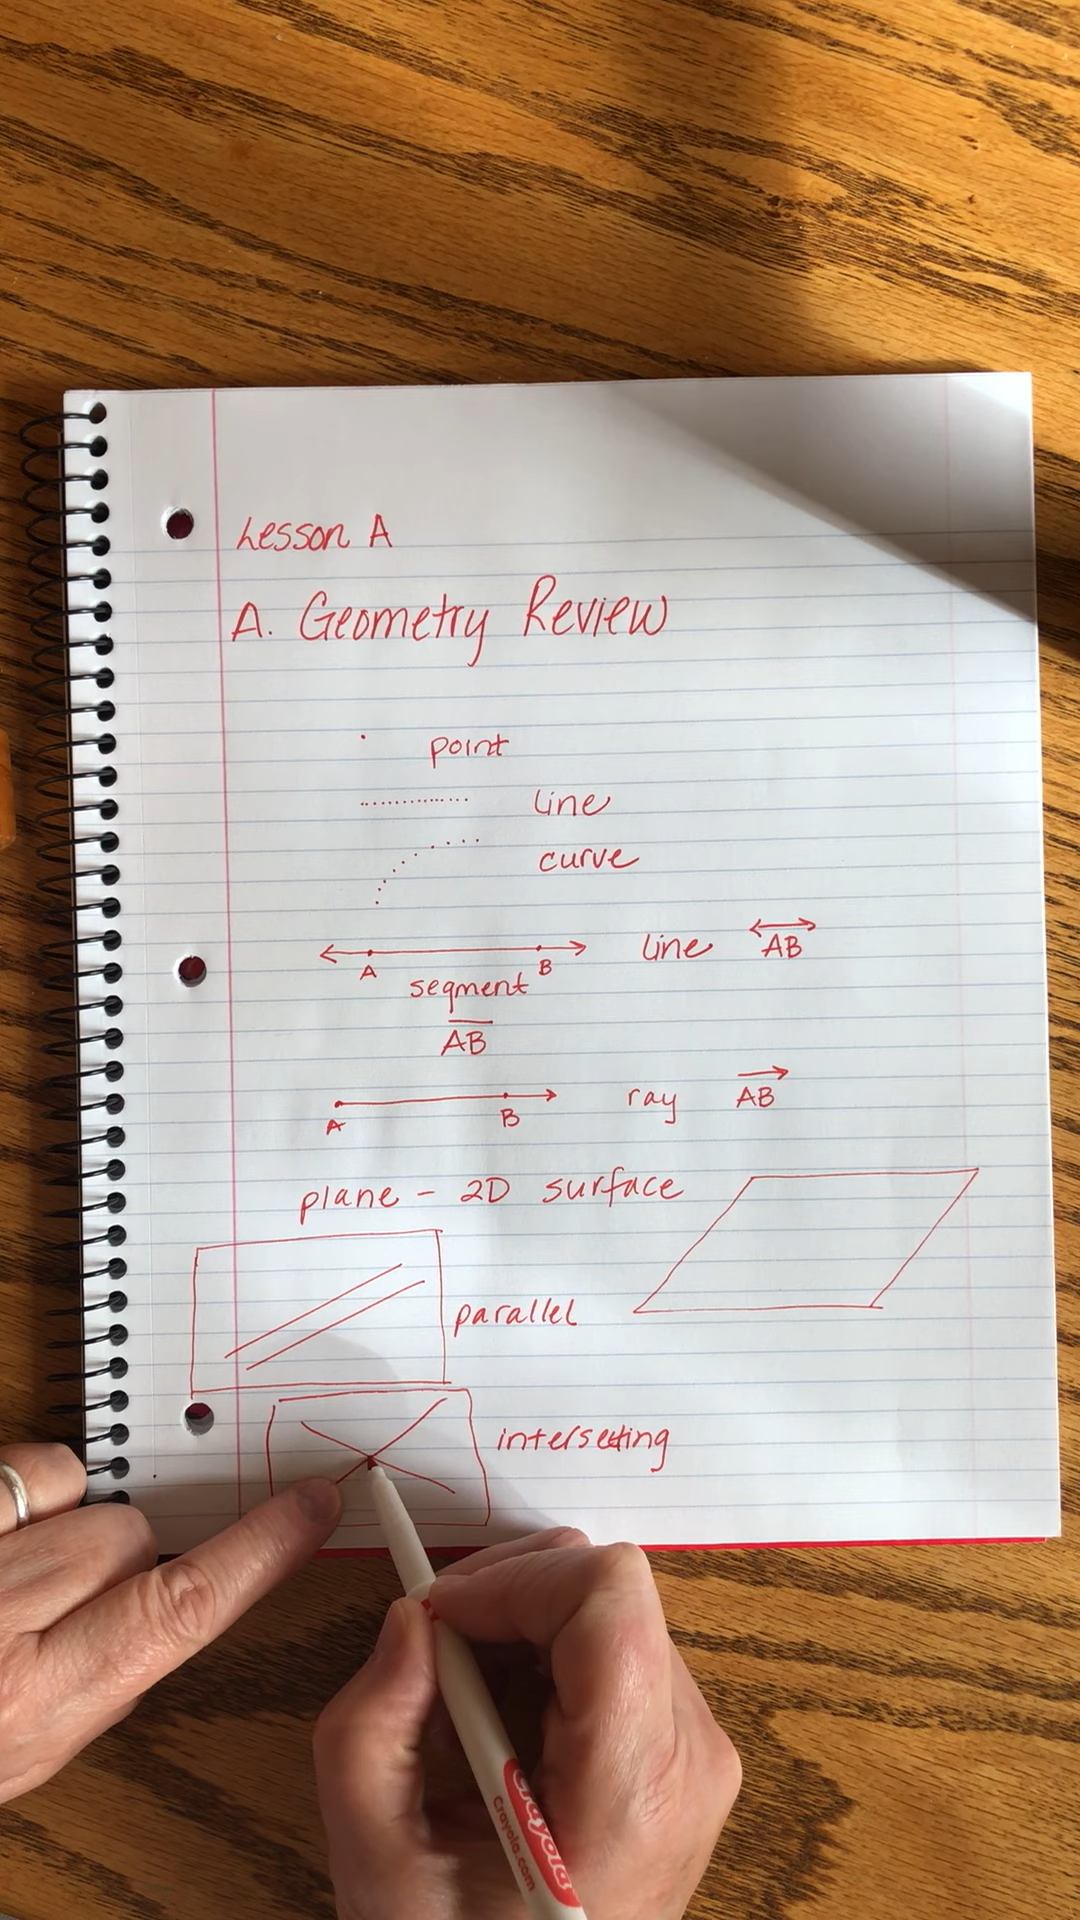 Lesson A
A. Geometry Review
point
line
curve
A B line AB
segment
AB
A B ray AB
plane - 2D surface
parallel
intersecting
Crayola
Crayola.com